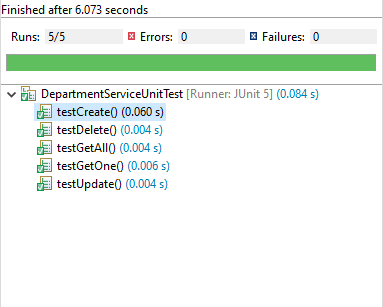 Finished after 6.073 seconds
Runs: 5/5 Errors: 0 Failures: 0
DepartmentServiceUnitTest [Runner: JUnit 5] (0.084 s)
testCreate() (0.060 s)
testDelete() (0.004 s)
testGetAll() (0.004 s)
testGetOne() (0.006 s)
testUpdate() (0.004 s)